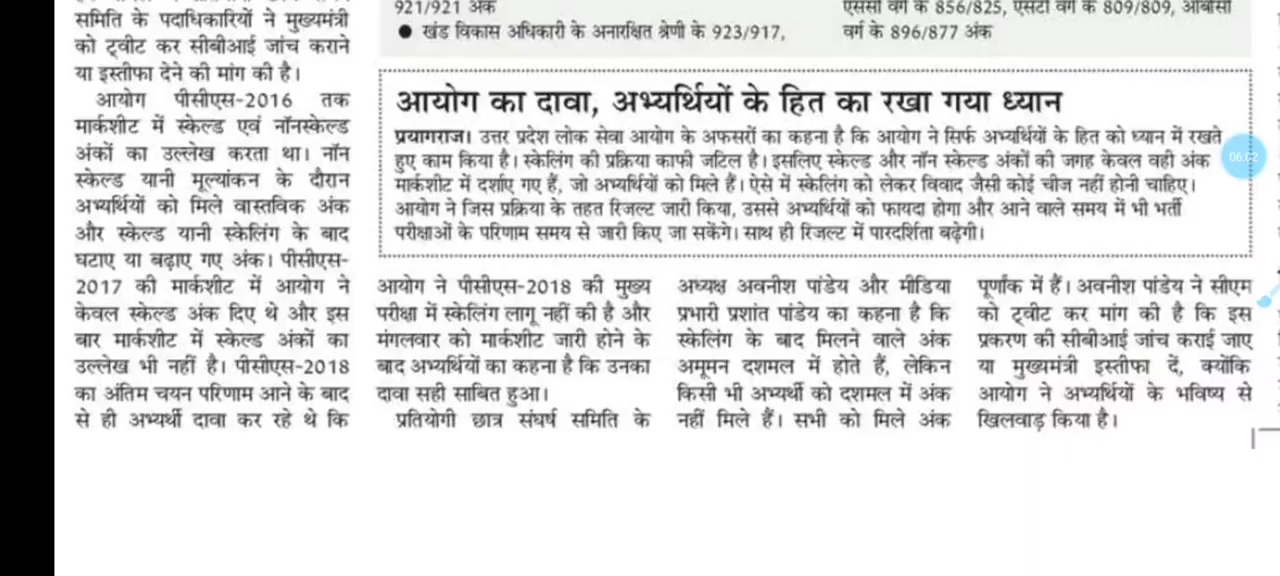 समिति के पदाधिकारियों ने मुख्यमंत्री
को ट्वीट कर सीबीआई जांच कराने
या इस्तीफा देने की मांग की है।
आयोग पीसीएस-2016 तक
मार्कशीट में स्केल्ड एवं नॉनस्केल्ड
अंकों का उल्लेख करता था। नॉन
स्केल्ड यानी मूल्यांकन के दौरान
अभ्यर्थियों को मिले वास्तविक अंक
और स्केल्ड यानी स्केलिंग के बाद
घटाए या बढ़ाए गए अंक। पीसीएस-
2017 की मार्कशीट में आयोग ने
केवल स्केल्ड अंक दिए थे और इस
बार मार्कशीट में स्केल्ड अंकों का
उल्लेख भी नहीं है। पीसीएस-2018
का अंतिम चयन परिणाम आने के बाद
से ही अभ्यर्थी दावा कर रहे थे कि
921/921 अंक
● खंड विकास अधिकारी के अनारक्षित श्रेणी के 923/917,
एससी वर्ग के 856/825, एसटी वर्ग के 809/809, ओबीसी
वर्ग के 896/877 अंक
आयोग का दावा, अभ्यर्थियों के हित का रखा गया ध्यान
प्रयागराज। उत्तर प्रदेश लोक सेवा आयोग के अफसरों का कहना है कि आयोग ने सिर्फ अभ्यर्थियों के हित को ध्यान में रखते
हुए काम किया है। स्केलिंग की प्रक्रिया काफी जटिल है। इसलिए स्केल्ड और नॉन स्केल्ड अंकों की जगह केवल वही अंक
मार्कशीट में दर्शाए गए हैं, जो अभ्यर्थियों को मिले हैं। ऐसे में स्केलिंग को लेकर विवाद जैसी कोई चीज नहीं होनी चाहिए।
आयोग ने जिस प्रक्रिया के तहत रिजल्ट जारी किया, उससे अभ्यर्थियों को फायदा होगा और आने वाले समय में भी भर्ती
परीक्षाओं के परिणाम समय से जारी किए जा सकेंगे। साथ ही रिजल्ट में पारदर्शिता बढ़ेगी।
06:02
आयोग ने पीसीएस-2018 की मुख्य
परीक्षा में स्केलिंग लागू नहीं की है और
मंगलवार को मार्कशीट जारी होने के
बाद अभ्यर्थियों का कहना है कि उनका
दावा सही साबित हुआ।
प्रतियोगी छात्र संघर्ष समिति के
अध्यक्ष अवनीश पांडेय और मीडिया
प्रभारी प्रशांत पांडेय का कहना है कि
स्केलिंग के बाद मिलने वाले अंक
अमूमन दशमल में होते हैं, लेकिन
किसी भी अभ्यर्थी को दशमल में अंक
नहीं मिले हैं। सभी को मिले अंक
पूर्णांक में हैं। अवनीश पांडेय ने सीएम
को ट्वीट कर मांग की है कि इस
प्रकरण की सीबीआई जांच कराई जाए
या मुख्यमंत्री इस्तीफा दें, क्योंकि
आयोग ने अभ्यर्थियों के भविष्य से
खिलवाड़ किया है।